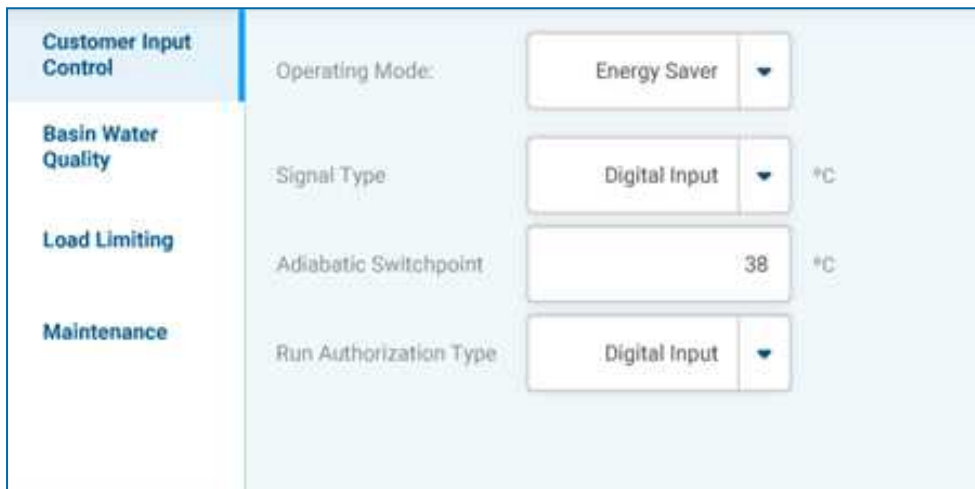 Customer Input
Control
Basin Water
Quality
Load Limiting
Maintenance
Operating Mode: Energy Saver
Signal Type Digital Input °C
Adiabatic Switchpoint 38 °C
Run Authorization Type Digital Input